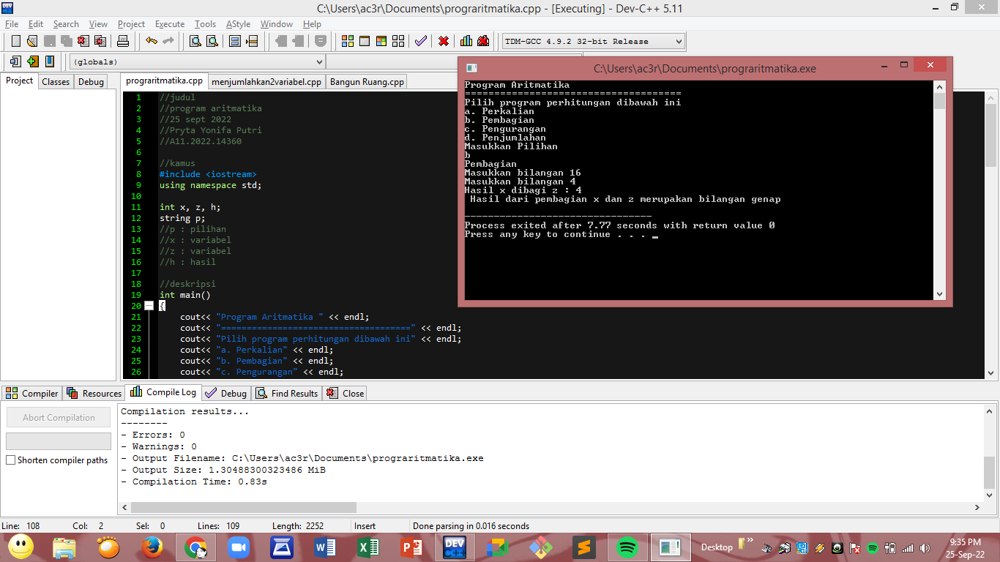 C:\Users\ac3r\Documents\prograritmatika.cpp - [Executing] - Dev-C++ 5.11
File Edit Search View Project Execute Tools AStyle Window Help
TDM-GCC 4.9.2 32-bit Release
(globals)
Project Classes Debug
prograritmatika.cpp menjumlahkan2variabel.cpp Bangun Ruang.cpp
1 //judul
2 //program aritmatika
3 //25 sept 2022
4 //Pryta Yonifa Putri
5 //A11.2022.14360
6
7 //kamus
8 #include <iostream>
9 using namespace std;
10
11 int x, z, h;
12 string p;
13 //p : pilihan
14 //x : variabel
15 //z : variabel
16 //h : hasil
17
18 //deskripsi
19 int main()
20 {
21 cout<< "Program Aritmatika " << endl;
22 cout<< "=====================================" << endl;
23 cout<< "Pilih program perhitungan dibawah ini" << endl;
24 cout<< "a. Perkalian" << endl;
25 cout<< "b. Pembagian" << endl;
26 cout<< "c. Pengurangan" << endl;
C:\Users\ac3r\Documents\prograritmatika.exe
Program Aritmatika
=====================================
Pilih program perhitungan dibawah ini
a. Perkalian
b. Pembagian
c. Pengurangan
d. Penjumlahan
Masukkan Pilihan
b
Pembagian
Masukkan bilangan 16
Masukkan bilangan 4
Hasil x dibagi z : 4
Hasil dari pembagian x dan z merupakan bilangan genap
--------------------------------
Process exited after 7.77 seconds with return value 0
Press any key to continue . . .
Compiler Resources Compile Log Debug Find Results Close
Abort Compilation
Shorten compiler paths
Compilation results...
--------
- Errors: 0
- Warnings: 0
- Output Filename: C:\Users\ac3r\Documents\prograritmatika.exe
- Output Size: 1.30488300323486 MiB
- Compilation Time: 0.83s
Line: 108 Col: 2 Sel: 0 Lines: 109 Length: 2252 Insert Done parsing in 0.016 seconds
Desktop
9:35 PM
25-Sep-22